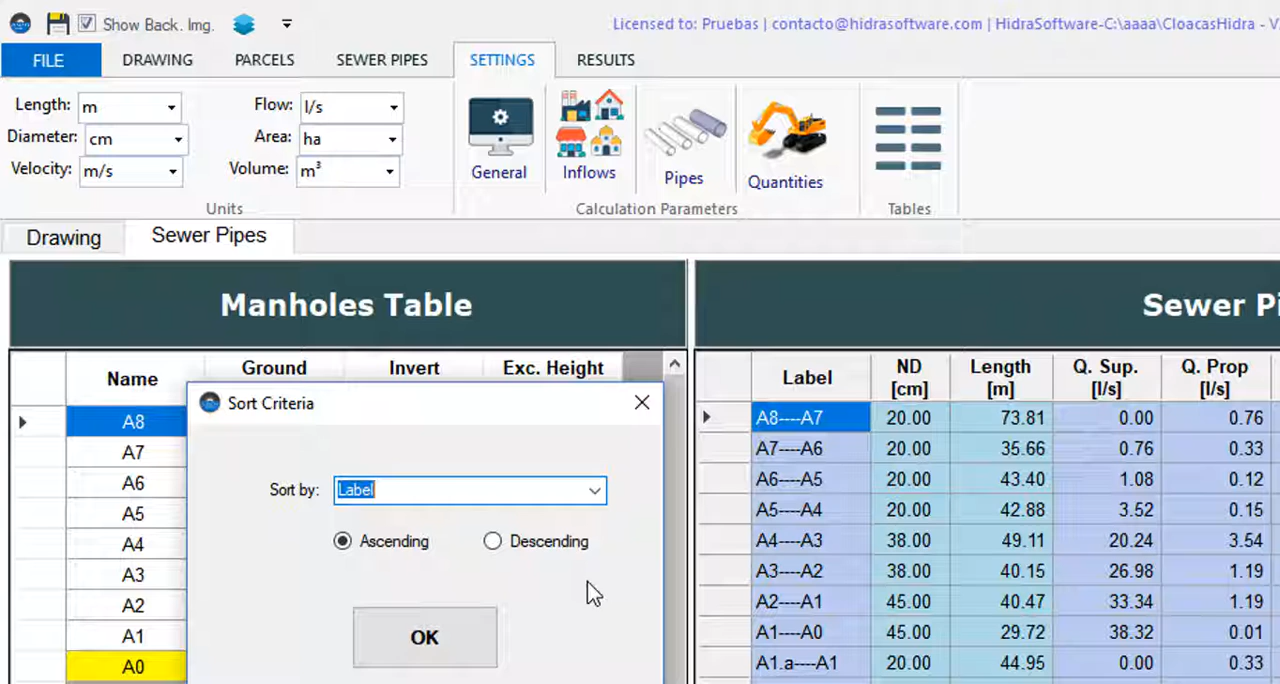 Show Back. Img.
Licensed to: Pruebas | contacto@hidrasoftware.com | HidraSoftware-C:\aaaa\CloacasHidra - V.
FILE DRAWING PARCELS SEWER PIPES SETTINGS RESULTS
Length: m Flow: l/s
Diameter: cm Area: ha
Velocity: m/s Volume: m³
General Inflows Pipes Quantities
Units Calculation Parameters Tables
Drawing Sewer Pipes
Manholes Table Sewer Pi
Name Ground Invert Exc. Height
A8
A7
A6
A5
A4
A3
A2
A1
A0
Sort Criteria
Sort by: Label
Ascending Descending
OK
Label ND [cm] Length [m] Q. Sup. [l/s] Q. Prop [l/s]
A8----A7 20.00 73.81 0.00 0.76
A7----A6 20.00 35.66 0.76 0.33
A6----A5 20.00 43.40 1.08 0.12
A5----A4 20.00 42.88 3.52 0.15
A4----A3 38.00 49.11 20.24 3.54
A3----A2 38.00 40.15 26.98 1.19
A2----A1 45.00 40.47 33.34 1.19
A1----A0 45.00 29.72 38.32 0.01
A1.a----A1 20.00 44.95 0.00 0.33